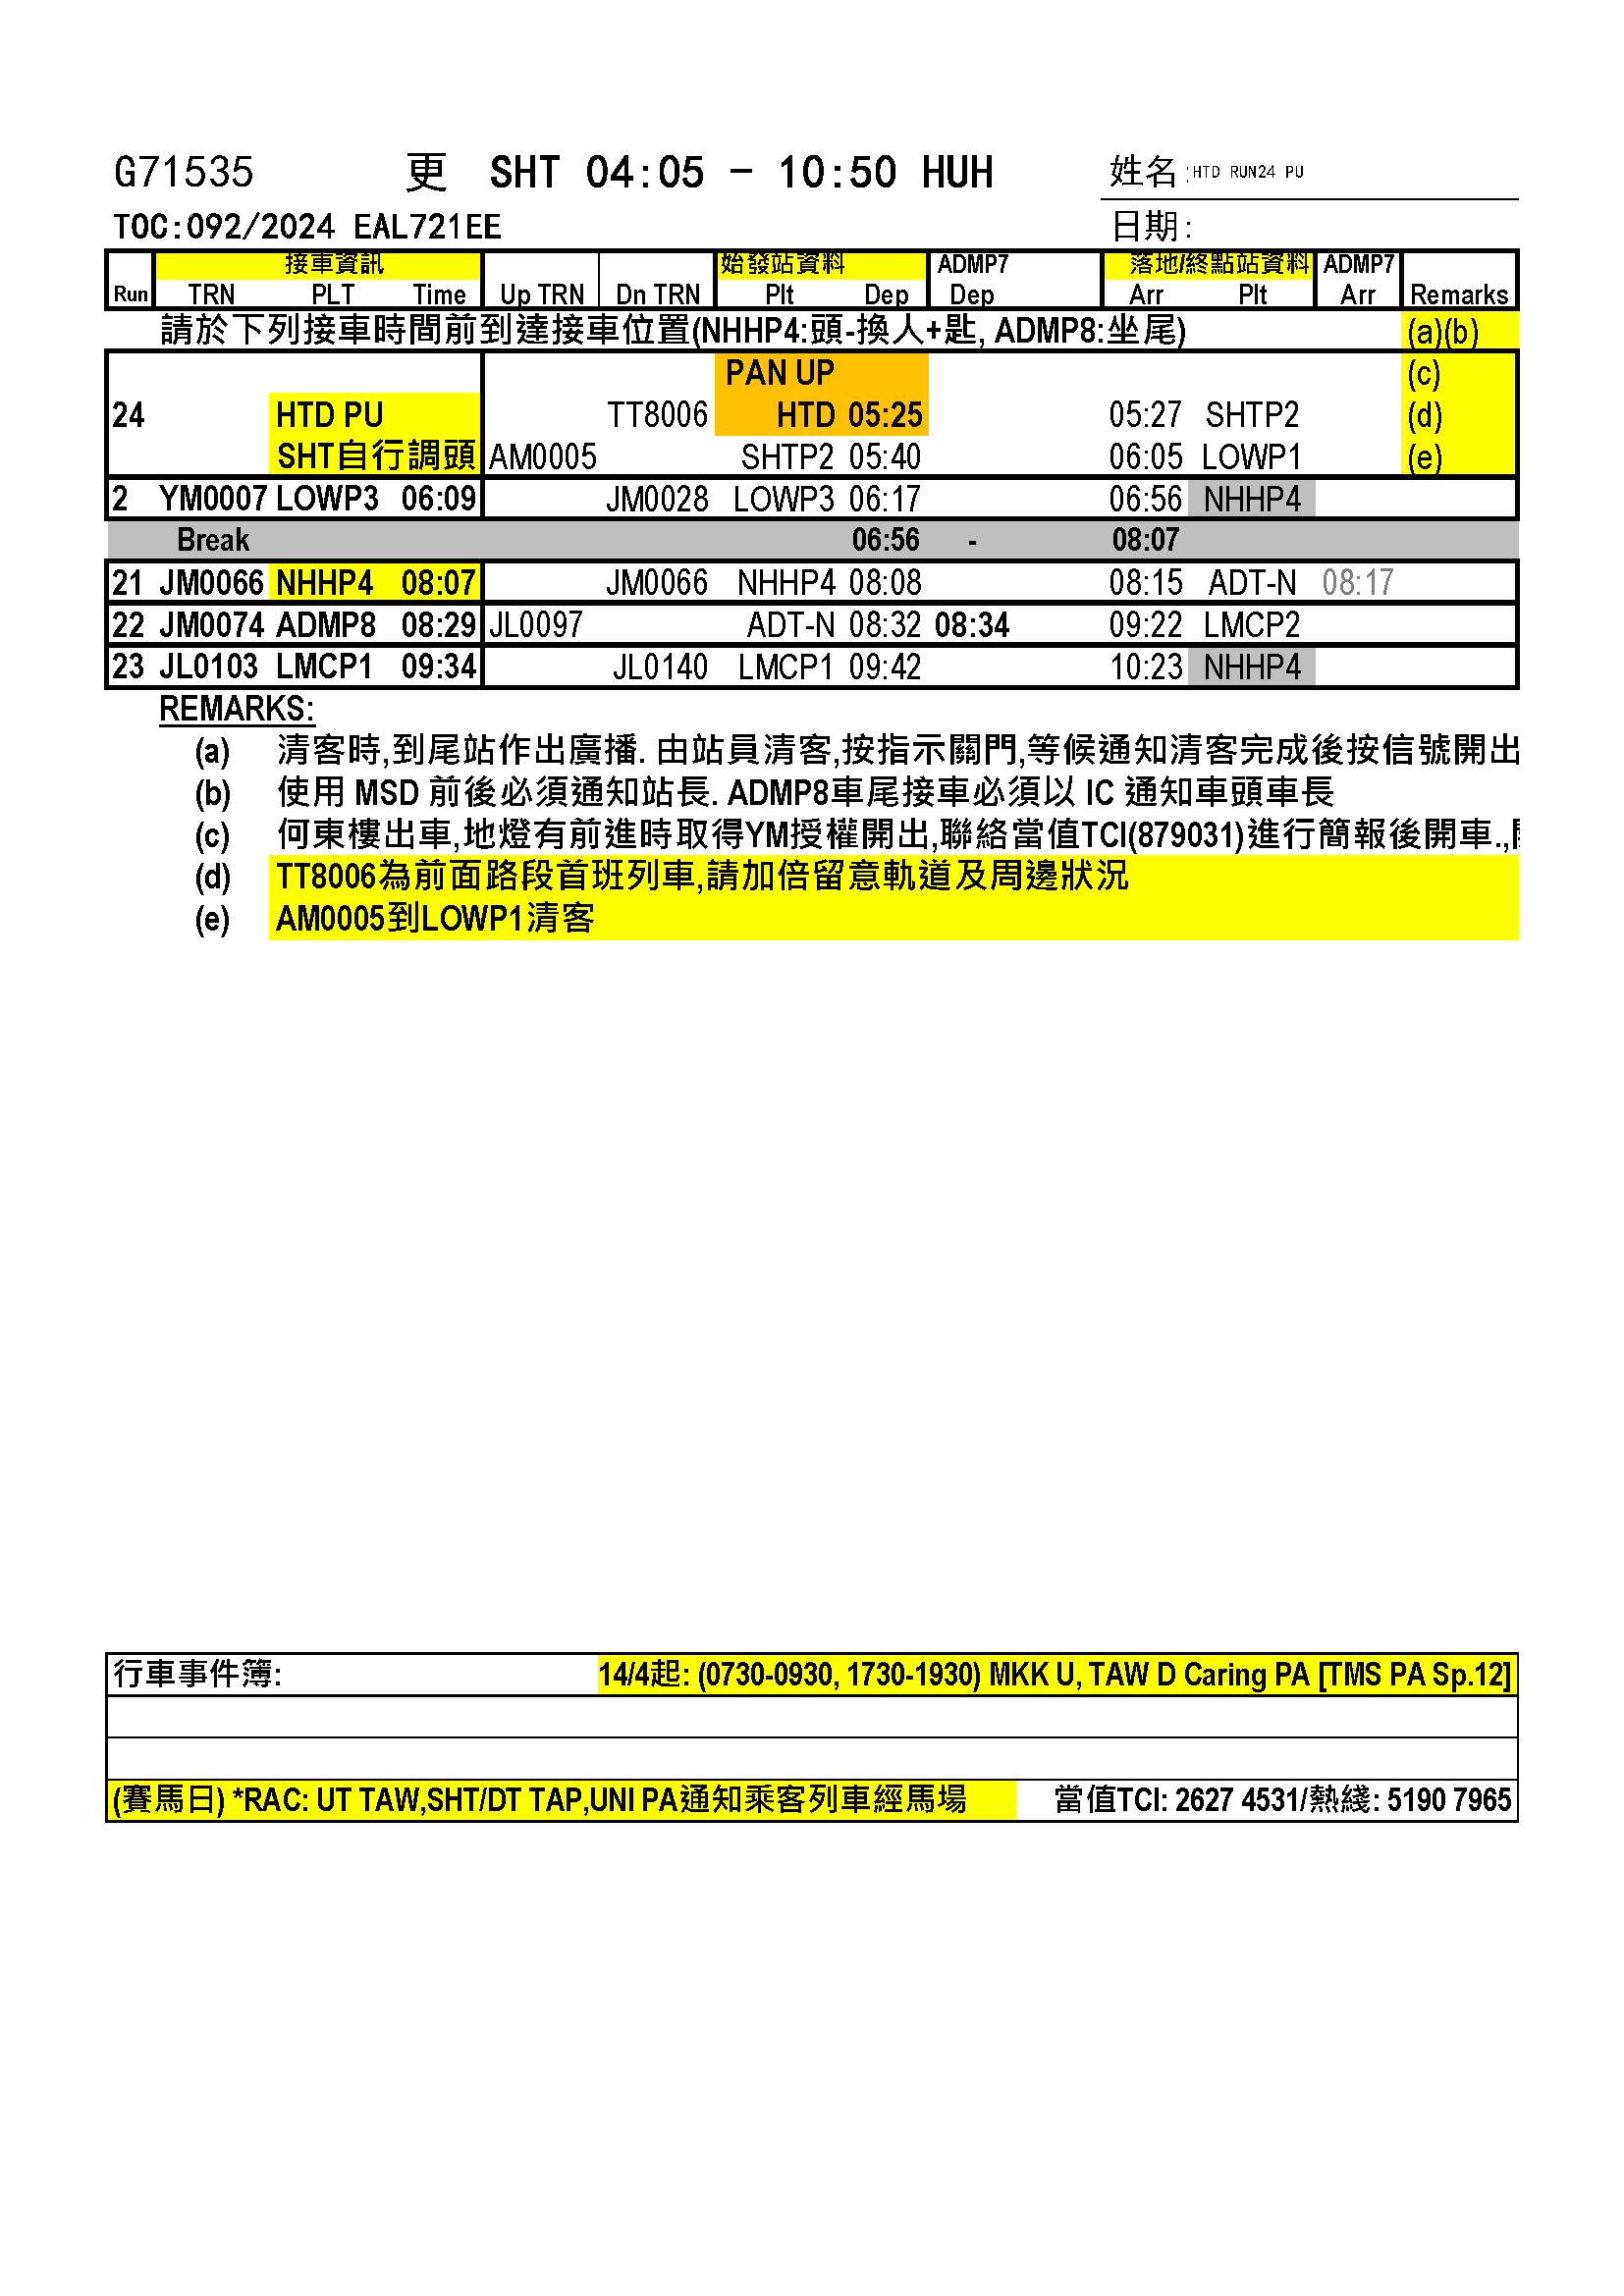 G71535 更 SHT 04:05 - 10:50 HUH 姓名:HTD RUN24 PU
TOC:092/2024 EAL721EE 日期:
接車資訊 始發站資料 ADMP7 落地/終點站資料 ADMP7
Run TRN PLT Time Up TRN Dn TRN Plt Dep Dep Arr Plt Arr Remarks
請於下列接車時間前到達接車位置(NHHP4:頭-換人+匙, ADMP8:坐尾) (a)(b)
PAN UP (c)
24 HTD PU TT8006 HTD 05:25 05:27 SHTP2 (d)
SHT自行調頭 AM0005 SHTP2 05:40 06:05 LOWP1 (e)
2 YM0007 LOWP3 06:09 JM0028 LOWP3 06:17 06:56 NHHP4
Break 06:56 - 08:07
21 JM0066 NHHP4 08:07 JM0066 NHHP4 08:08 08:15 ADT-N 08:17
22 JM0074 ADMP8 08:29 JL0097 ADT-N 08:32 08:34 09:22 LMCP2
23 JL0103 LMCP1 09:34 JL0140 LMCP1 09:42 10:23 NHHP4
REMARKS:
(a) 清客時,到尾站作出廣播. 由站員清客,按指示關門,等候通知清客完成後按信號開出
(b) 使用 MSD 前後必須通知站長. ADMP8車尾接車必須以 IC 通知車頭車長
(c) 何東樓出車,地燈有前進時取得YM授權開出,聯絡當值TCI(879031)進行簡報後開車.,
(d) TT8006為前面路段首班列車,請加倍留意軌道及周邊狀況
(e) AM0005到LOWP1清客
行車事件簿: 14/4起: (0730-0930, 1730-1930) MKK U, TAW D Caring PA [TMS PA Sp.12]
(賽馬日) *RAC: UT TAW,SHT/DT TAP,UNI PA通知乘客列車經馬場 當值TCI: 2627 4531/熱綫: 5190 7965